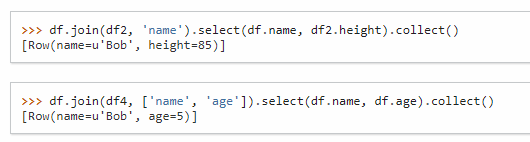 >>> df.join(df2, 'name').select(df.name, df2.height).collect()
[Row(name=u'Bob', height=85)]
>>> df.join(df4, ['name', 'age']).select(df.name, df.age).collect()
[Row(name=u'Bob', age=5)]